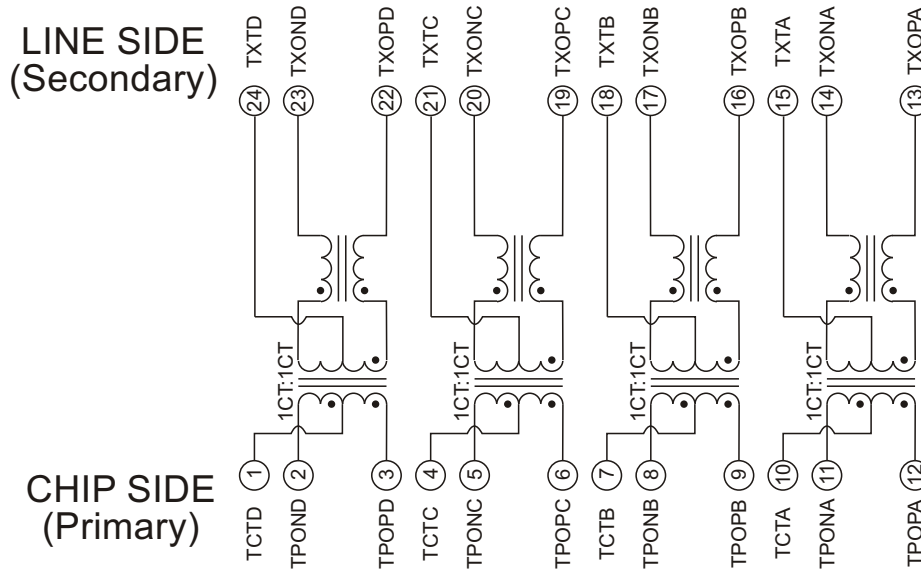 LINE SIDE
(Secondary)
TXTD
TXOND
TXOPD
TXTC
TXONC
TXOPC
TXTB
TXONB
TXOPB
TXTA
TXONA
TXOPA
24
23
22
21
20
19
18
17
16
15
14
13
1CT:1CT
1CT:1CT
1CT:1CT
1CT:1CT
1
2
3
4
5
6
7
8
9
10
11
12
CHIP SIDE
(Primary)
TCTD
TPOND
TPOPD
TCTC
TPONC
TPOPC
TCTB
TPONB
TPOPB
TCTA
TPONA
TPOPA